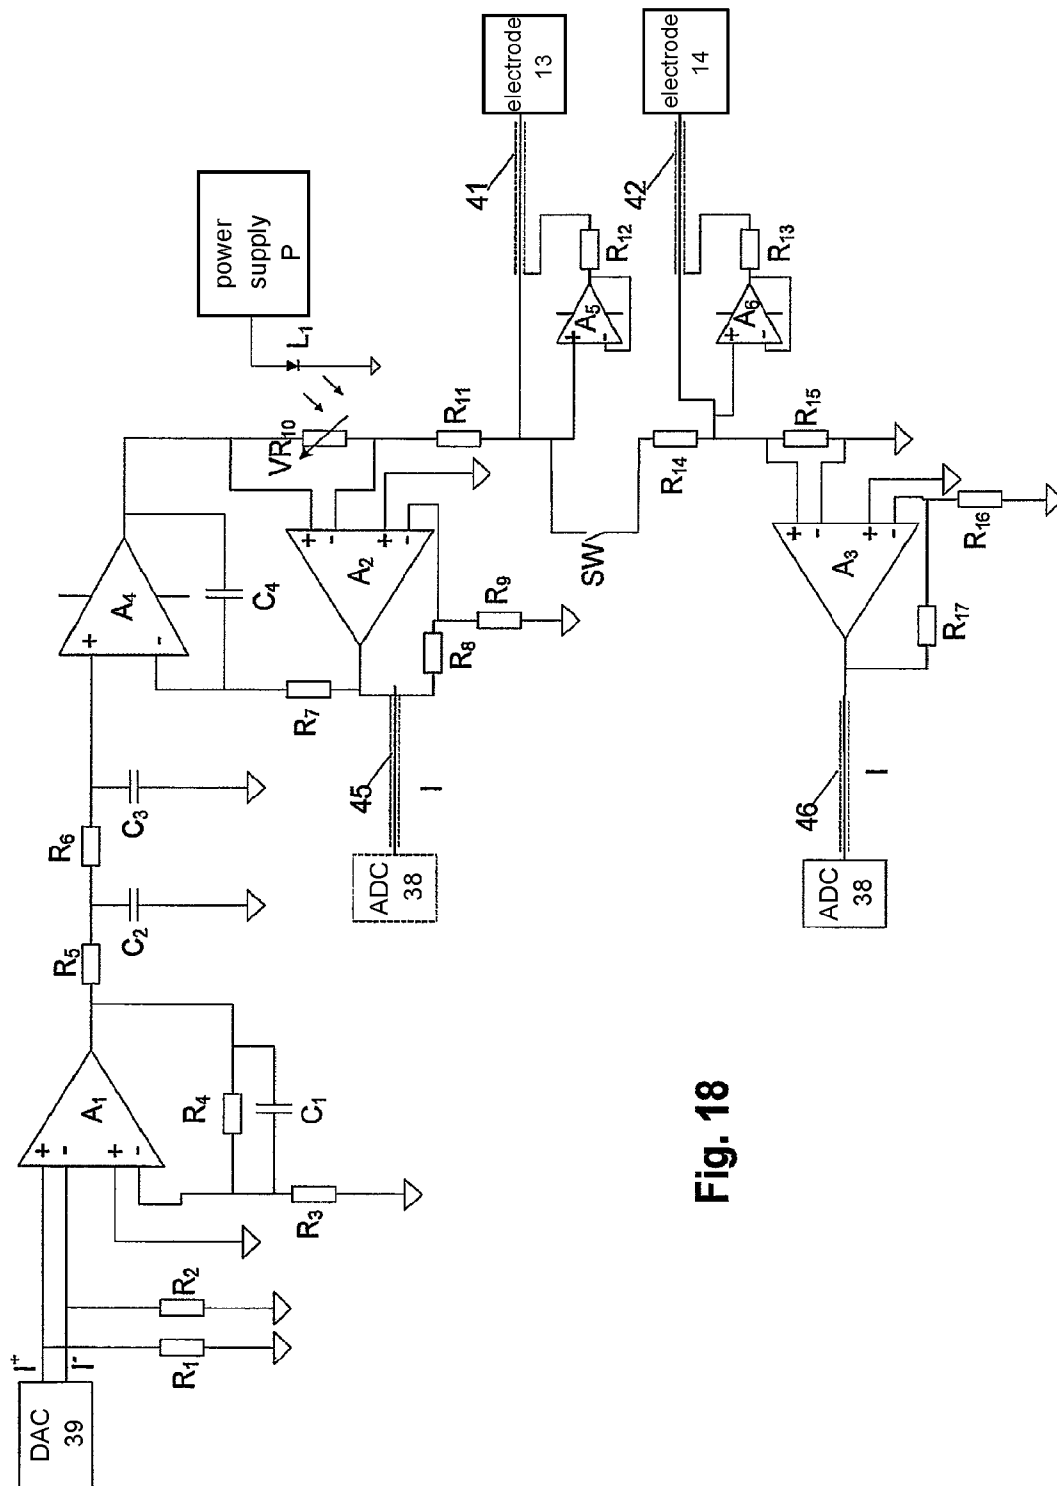 DAC
39
I+
I-
R1
R2
A1
+
-
+
-
R3
R4
C1
R5
C2
R6
C3
A4
+
-
C4
R7
A2
+
-
+
-
R8
R9
45
I
ADC
38
VR10
L1
power
supply
P
R11
41
electrode
13
A5
+
-
R12
SW
R14
42
electrode
14
A6
+
-
R13
R15
A3
+
-
+
-
R16
R17
46
I
ADC
38
Fig. 18